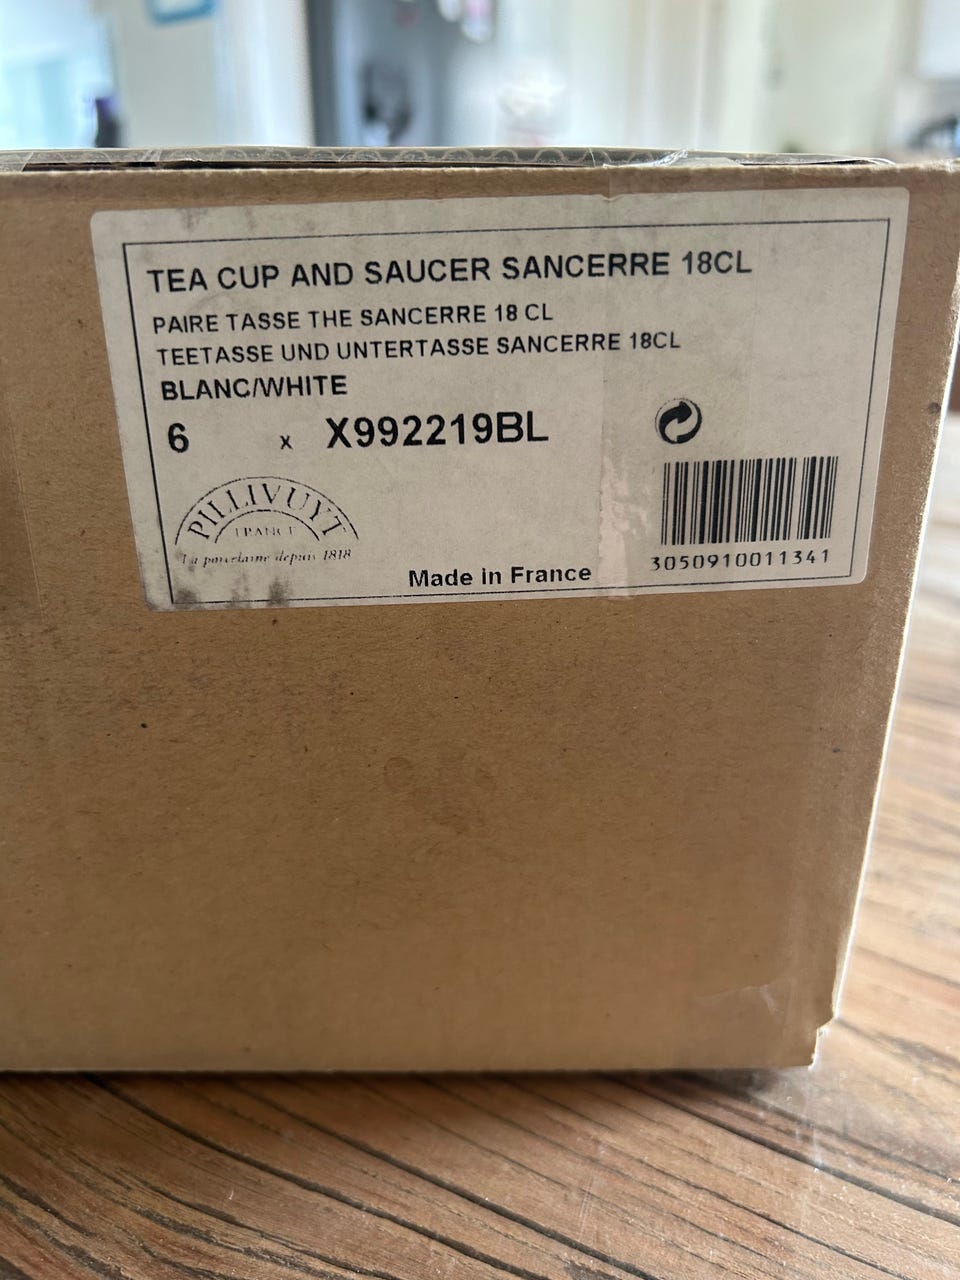 TEA CUP AND SAUCER SANCERRE 18CL
PAIRE TASSE THE SANCERRE 18 CL
TEETASSE UND UNTERTASSE SANCERRE 18CL
BLANC/WHITE
6 x X992219BL
PILLIVUYT
FRANCE
La porcelaine depuis 1818
Made in France
3050910011341